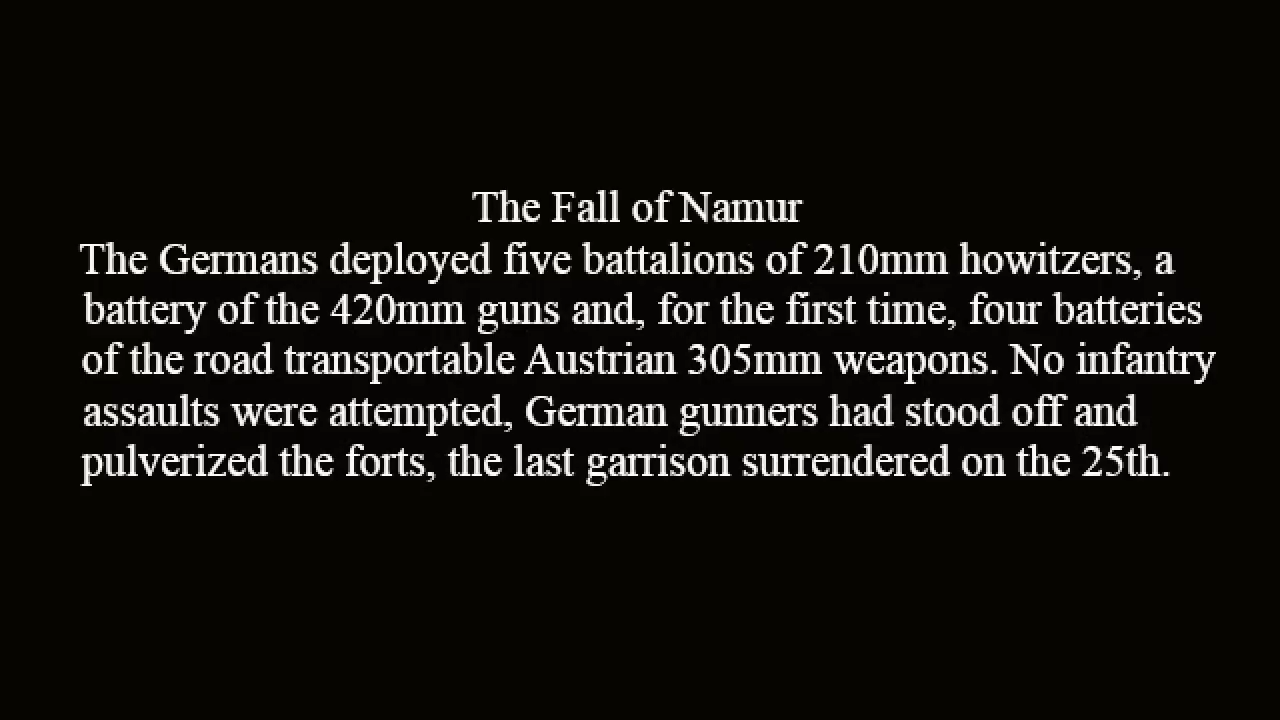 The Fall of Namur
The Germans deployed five battalions of 210mm howitzers, a
battery of the 420mm guns and, for the first time, four batteries
of the road transportable Austrian 305mm weapons. No infantry
assaults were attempted, German gunners had stood off and
pulverized the forts, the last garrison surrendered on the 25th.